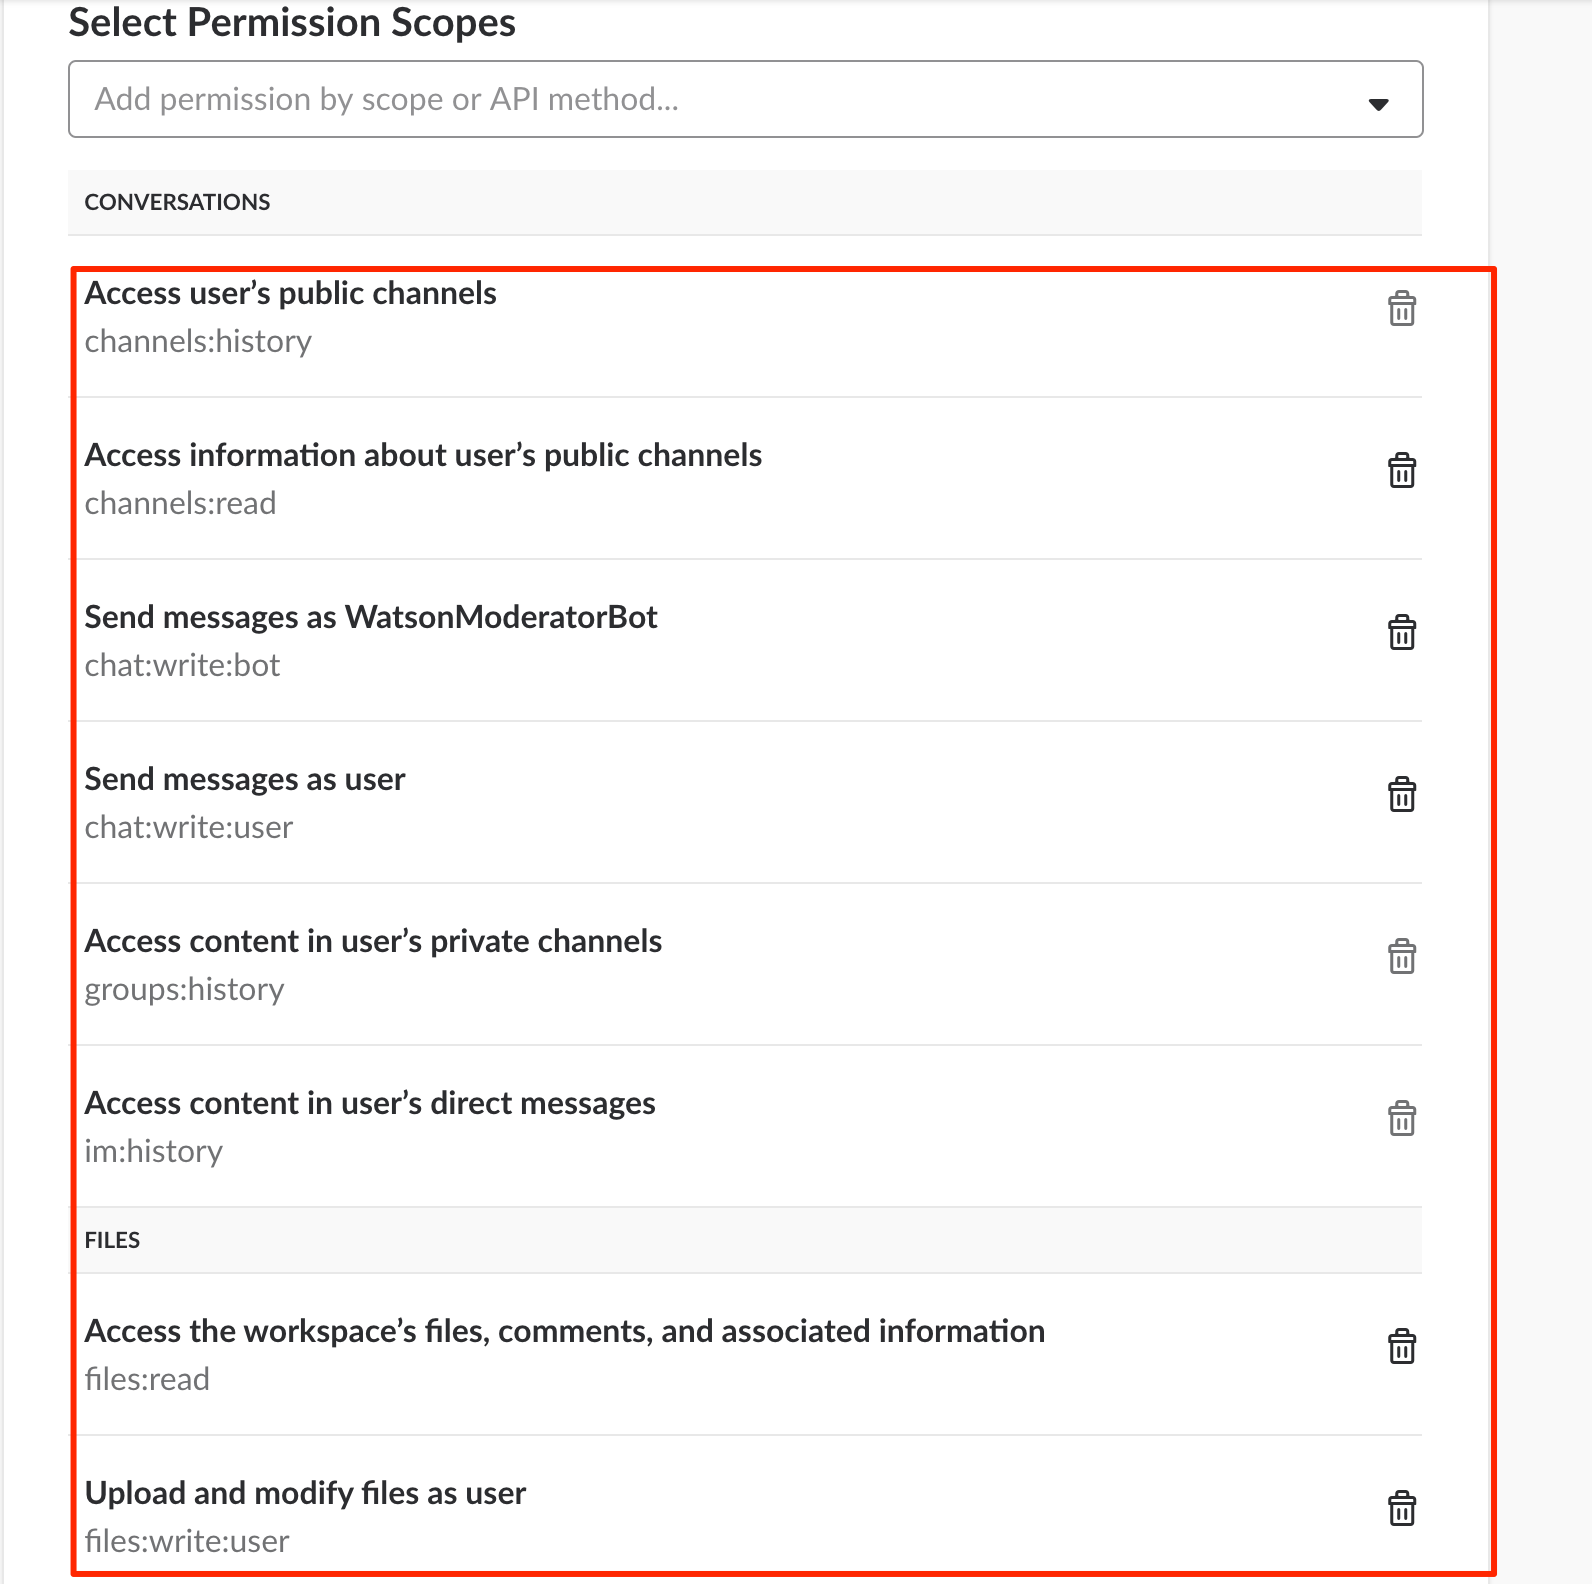 Select Permission Scopes
Add permission by scope or API method...
CONVERSATIONS
Access user’s public channels
channels:history
Access information about user’s public channels
channels:read
Send messages as WatsonModeratorBot
chat:write:bot
Send messages as user
chat:write:user
Access content in user’s private channels
groups:history
Access content in user’s direct messages
im:history
FILES
Access the workspace’s files, comments, and associated information
files:read
Upload and modify files as user
files:write:user